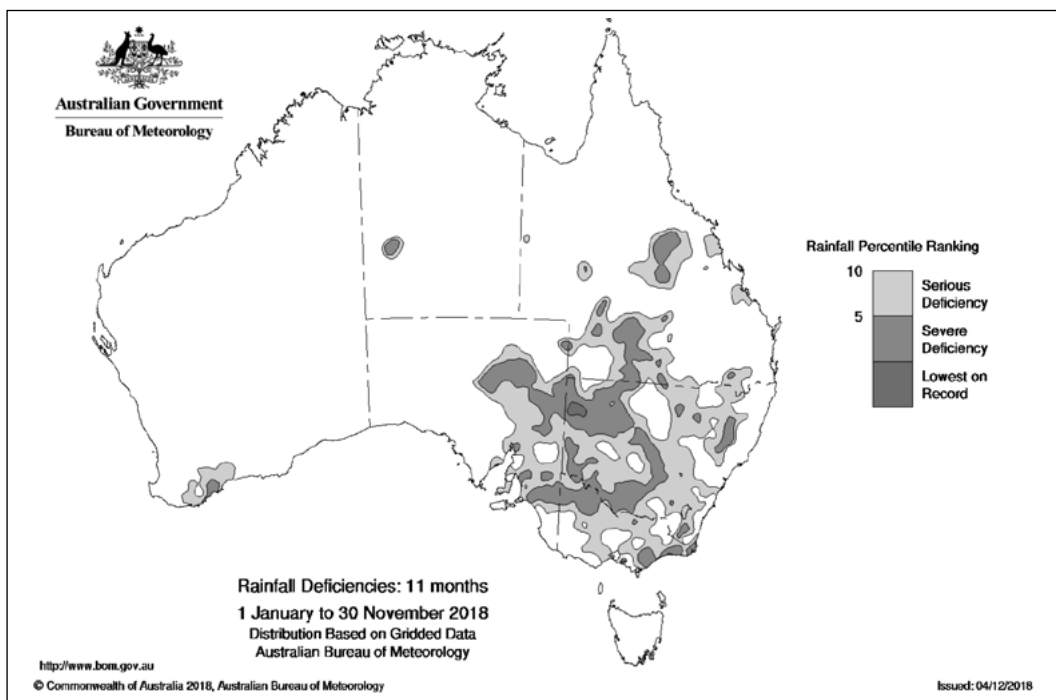 Australian Government
Bureau of Meteorology
Rainfall Percentile Ranking
10
Serious
Deficiency
5
Severe
Deficiency
Lowest on
Record
Rainfall Deficiencies: 11 months
1 January to 30 November 2018
Distribution Based on Gridded Data
Australian Bureau of Meteorology
http://www.bom.gov.au
© Commonwealth of Australia 2018, Australian Bureau of Meteorology
Issued: 04/12/2018